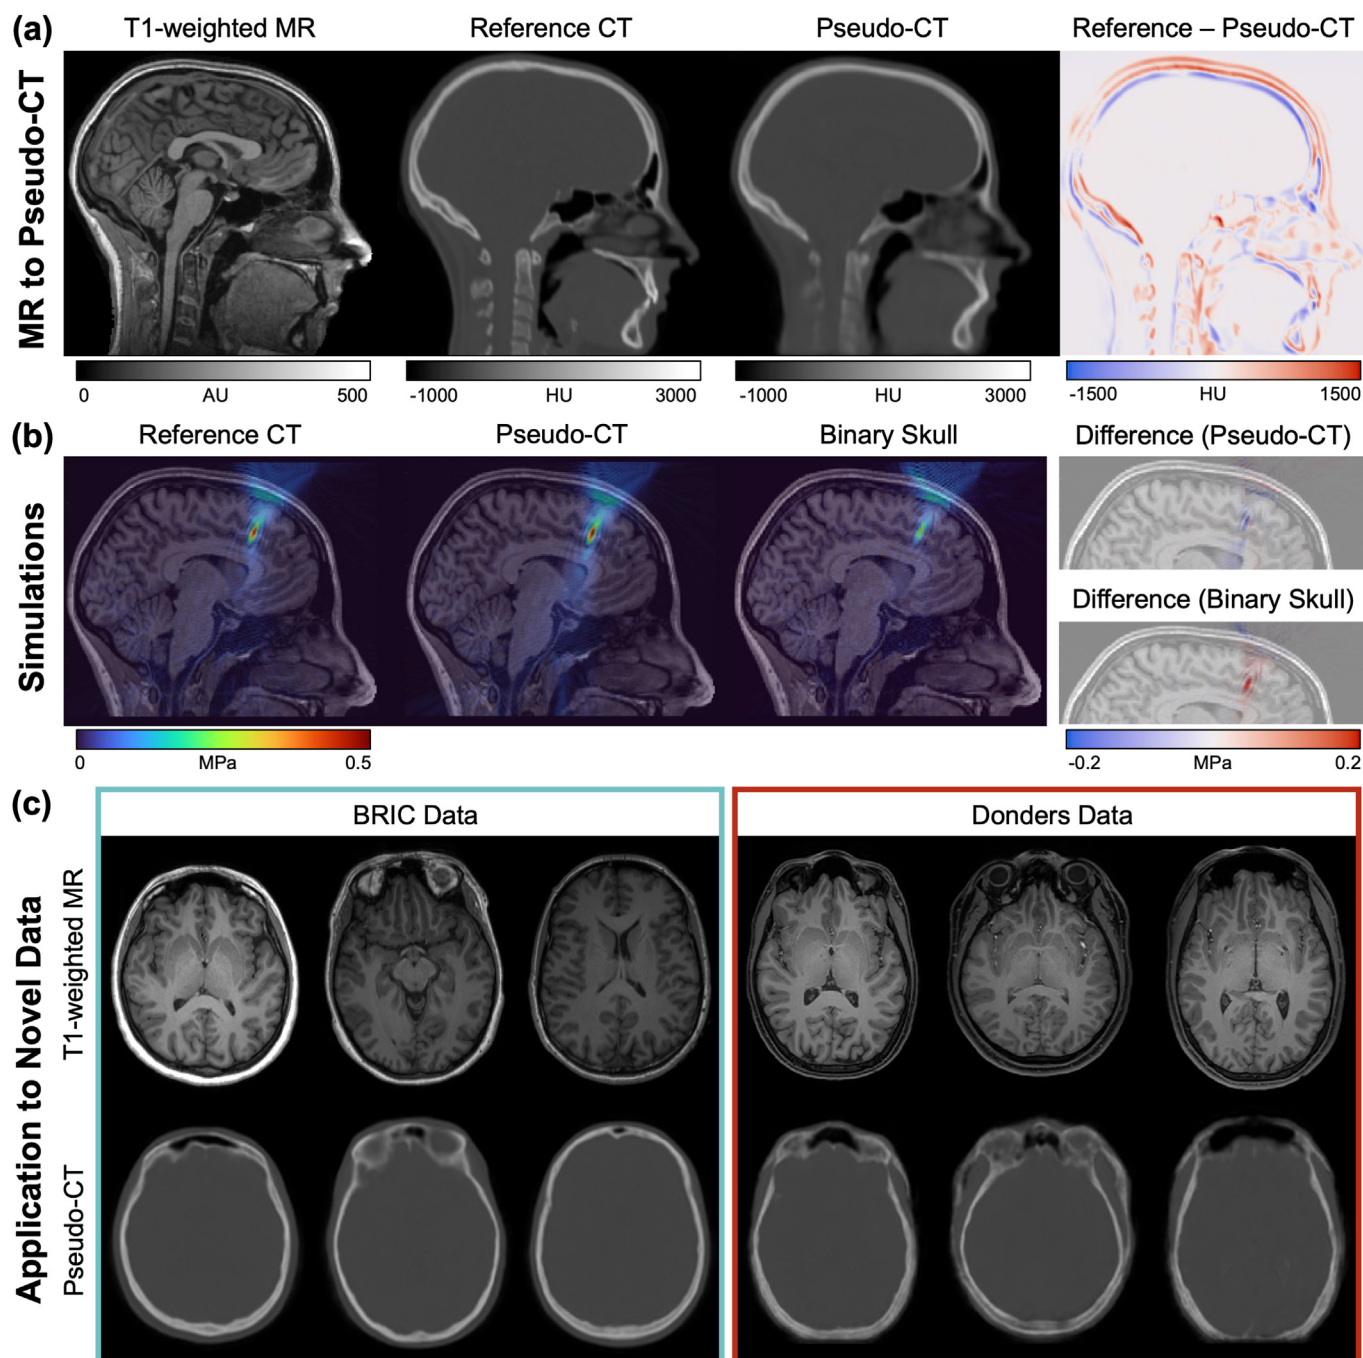 (a)
T1-weighted MR Reference CT Pseudo-CT Reference – Pseudo-CT
MR to Pseudo-CT
0 AU 500 -1000 HU 3000 -1000 HU 3000 -1500 HU 1500
(b)
Reference CT Pseudo-CT Binary Skull Difference (Pseudo-CT)
Simulations
Difference (Binary Skull)
0 MPa 0.5 -0.2 MPa 0.2
(c)
BRIC Data Donders Data
Application to Novel Data
T1-weighted MR
Pseudo-CT